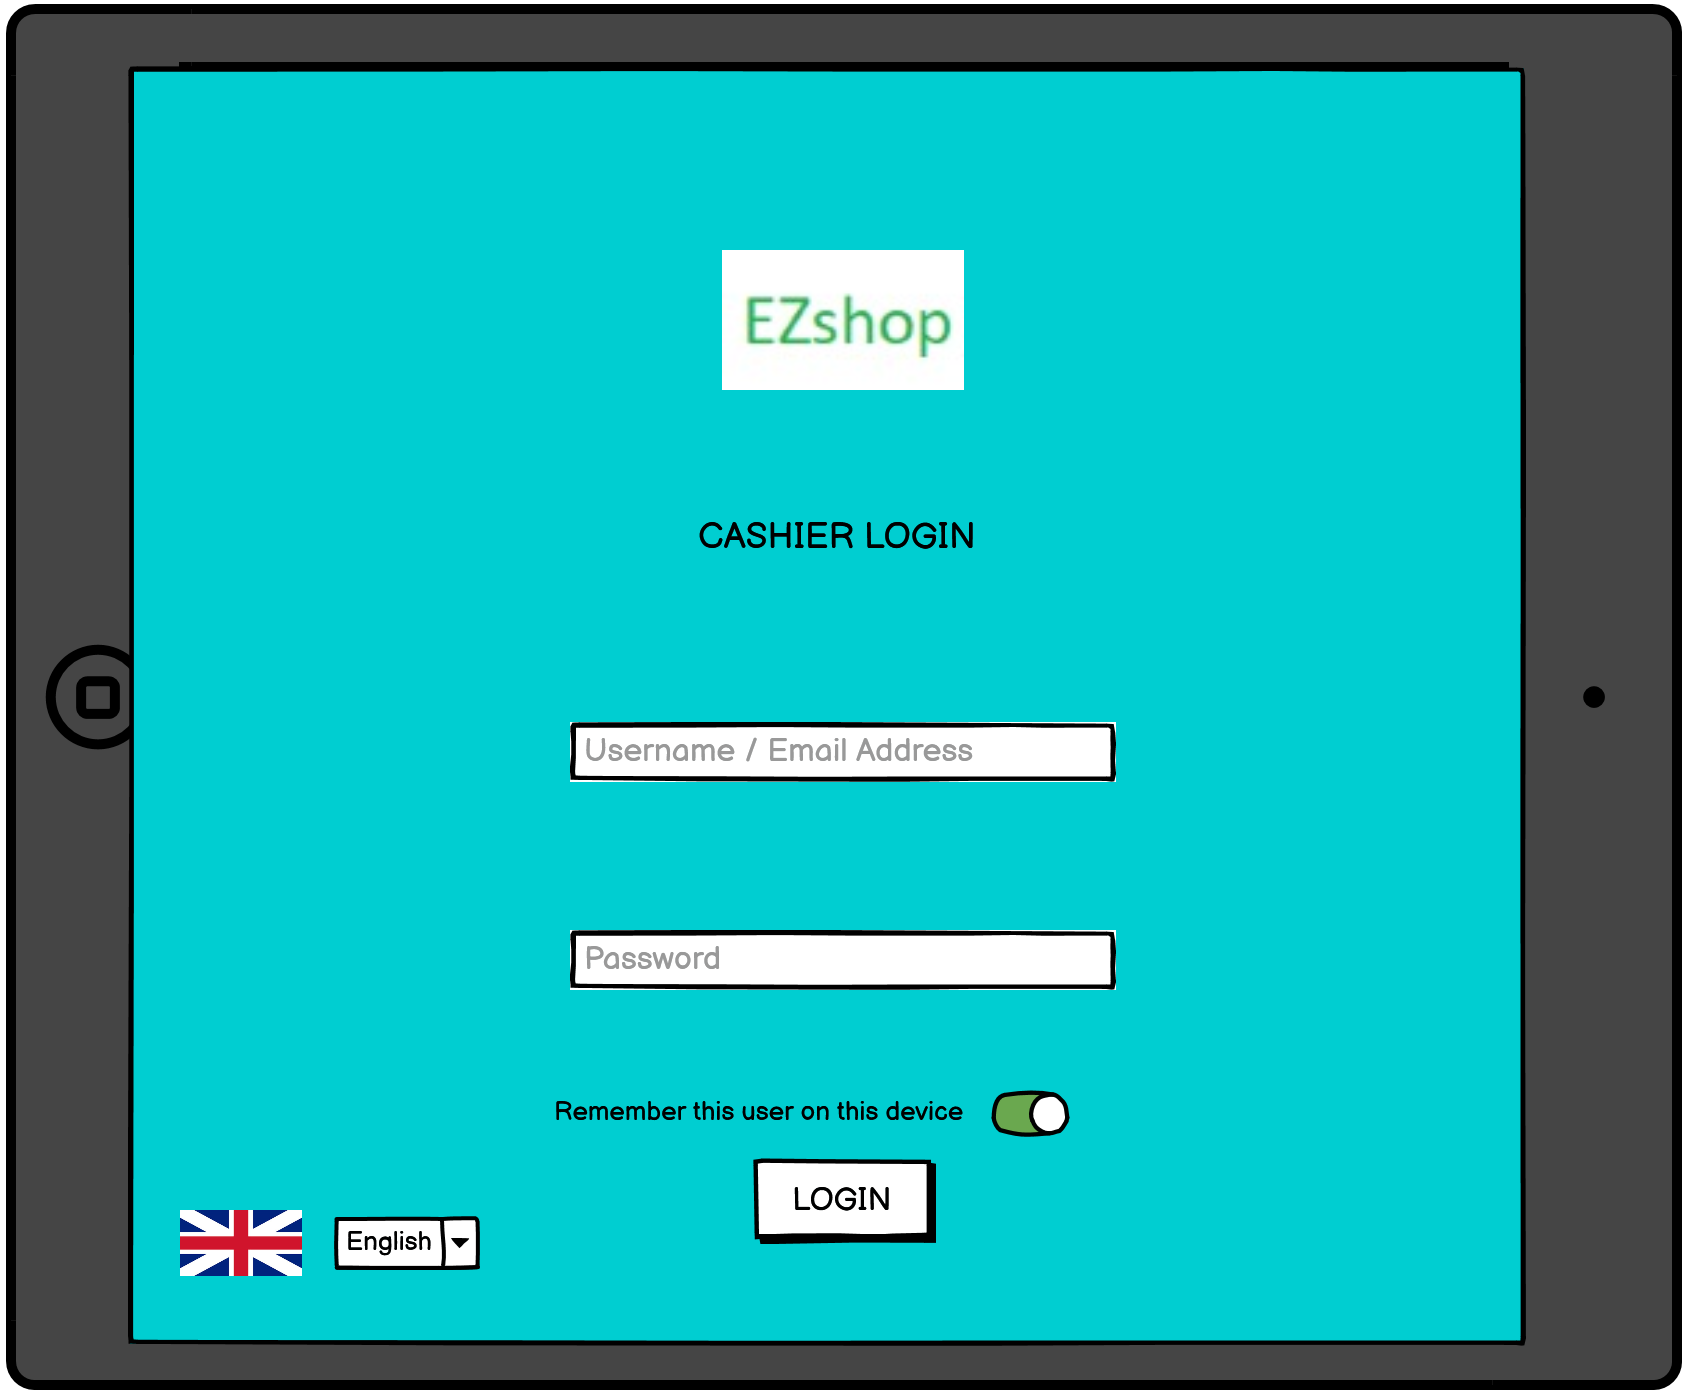 EZshop
CASHIER LOGIN
Username / Email Address
Password
Remember this user on this device
LOGIN
English